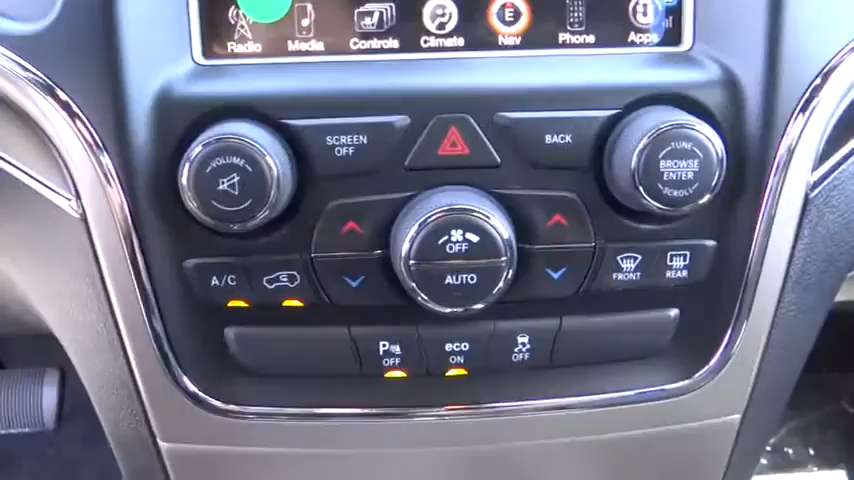 Radio Media Controls Climate Nav Phone Apps
E
SCREEN
OFF
BACK
VOLUME
TUNE
BROWSE
ENTER
SCROLL
OFF
AUTO
A/C
FRONT
REAR
P
OFF
eco
ON
OFF